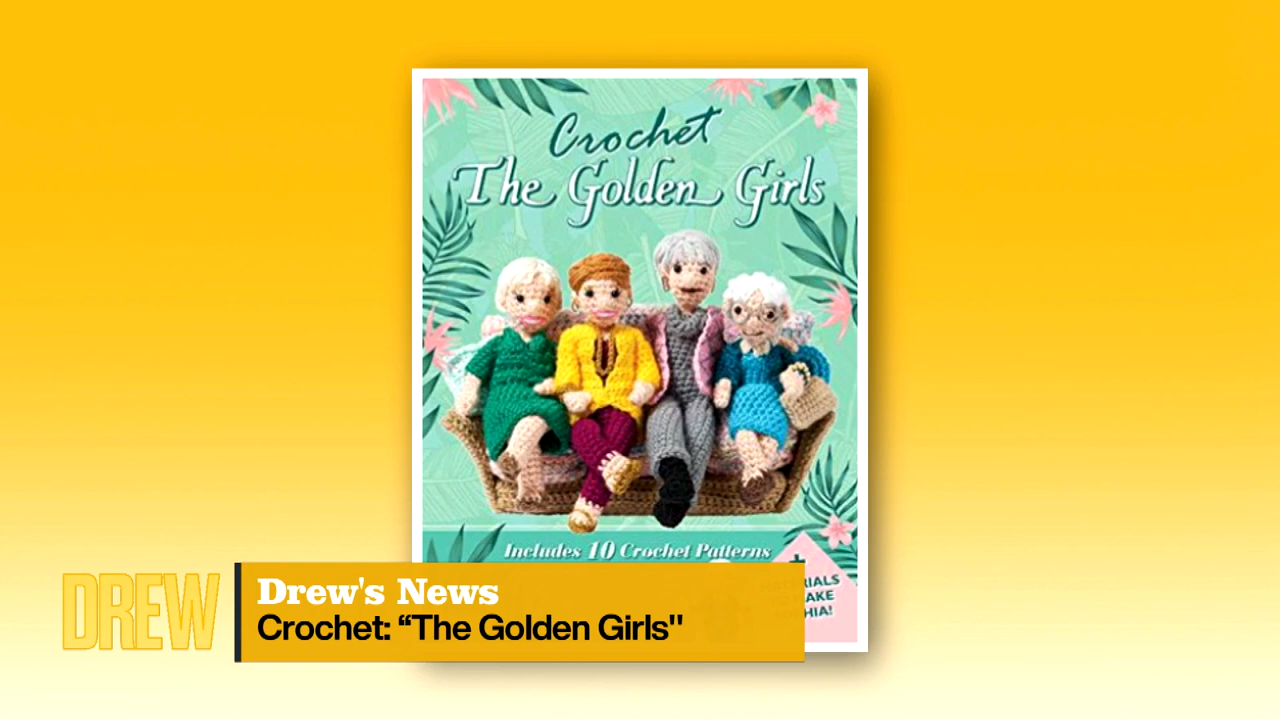 Crochet
The Golden Girls
Includes 10 Crochet Patterns
DREW
Drew's News
Crochet: “The Golden Girls"